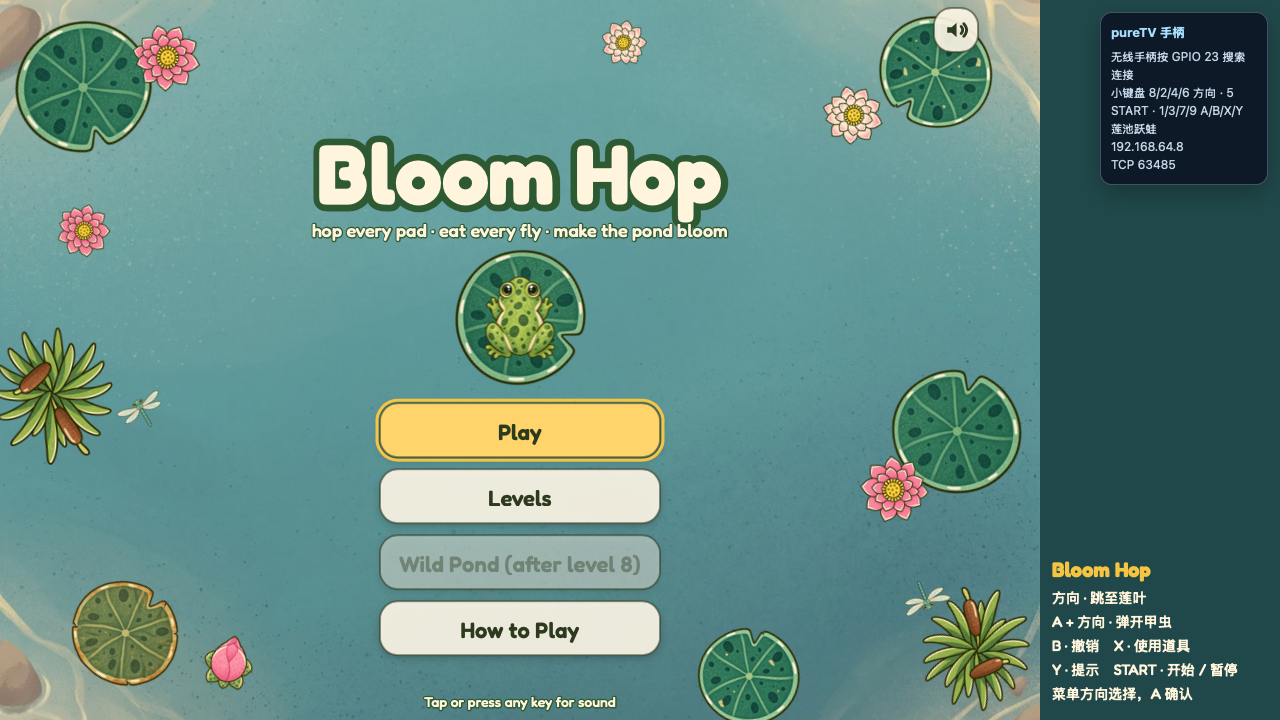 Bloom Hop
hop every pad · eat every fly · make the pond bloom
Play
Levels
Wild Pond (after level 8)
How to Play
Tap or press any key for sound
pureTV 手柄
无线手柄按 GPIO 23 搜索
连接
小键盘 8/2/4/6 方向 · 5
START · 1/3/7/9 A/B/X/Y
莲池跃蛙
192.168.64.8
TCP 63485
Bloom Hop
方向 · 跳至莲叶
A + 方向 · 弹开甲虫
B · 撤销 X · 使用道具
Y · 提示 START · 开始 / 暂停
菜单方向选择，A 确认